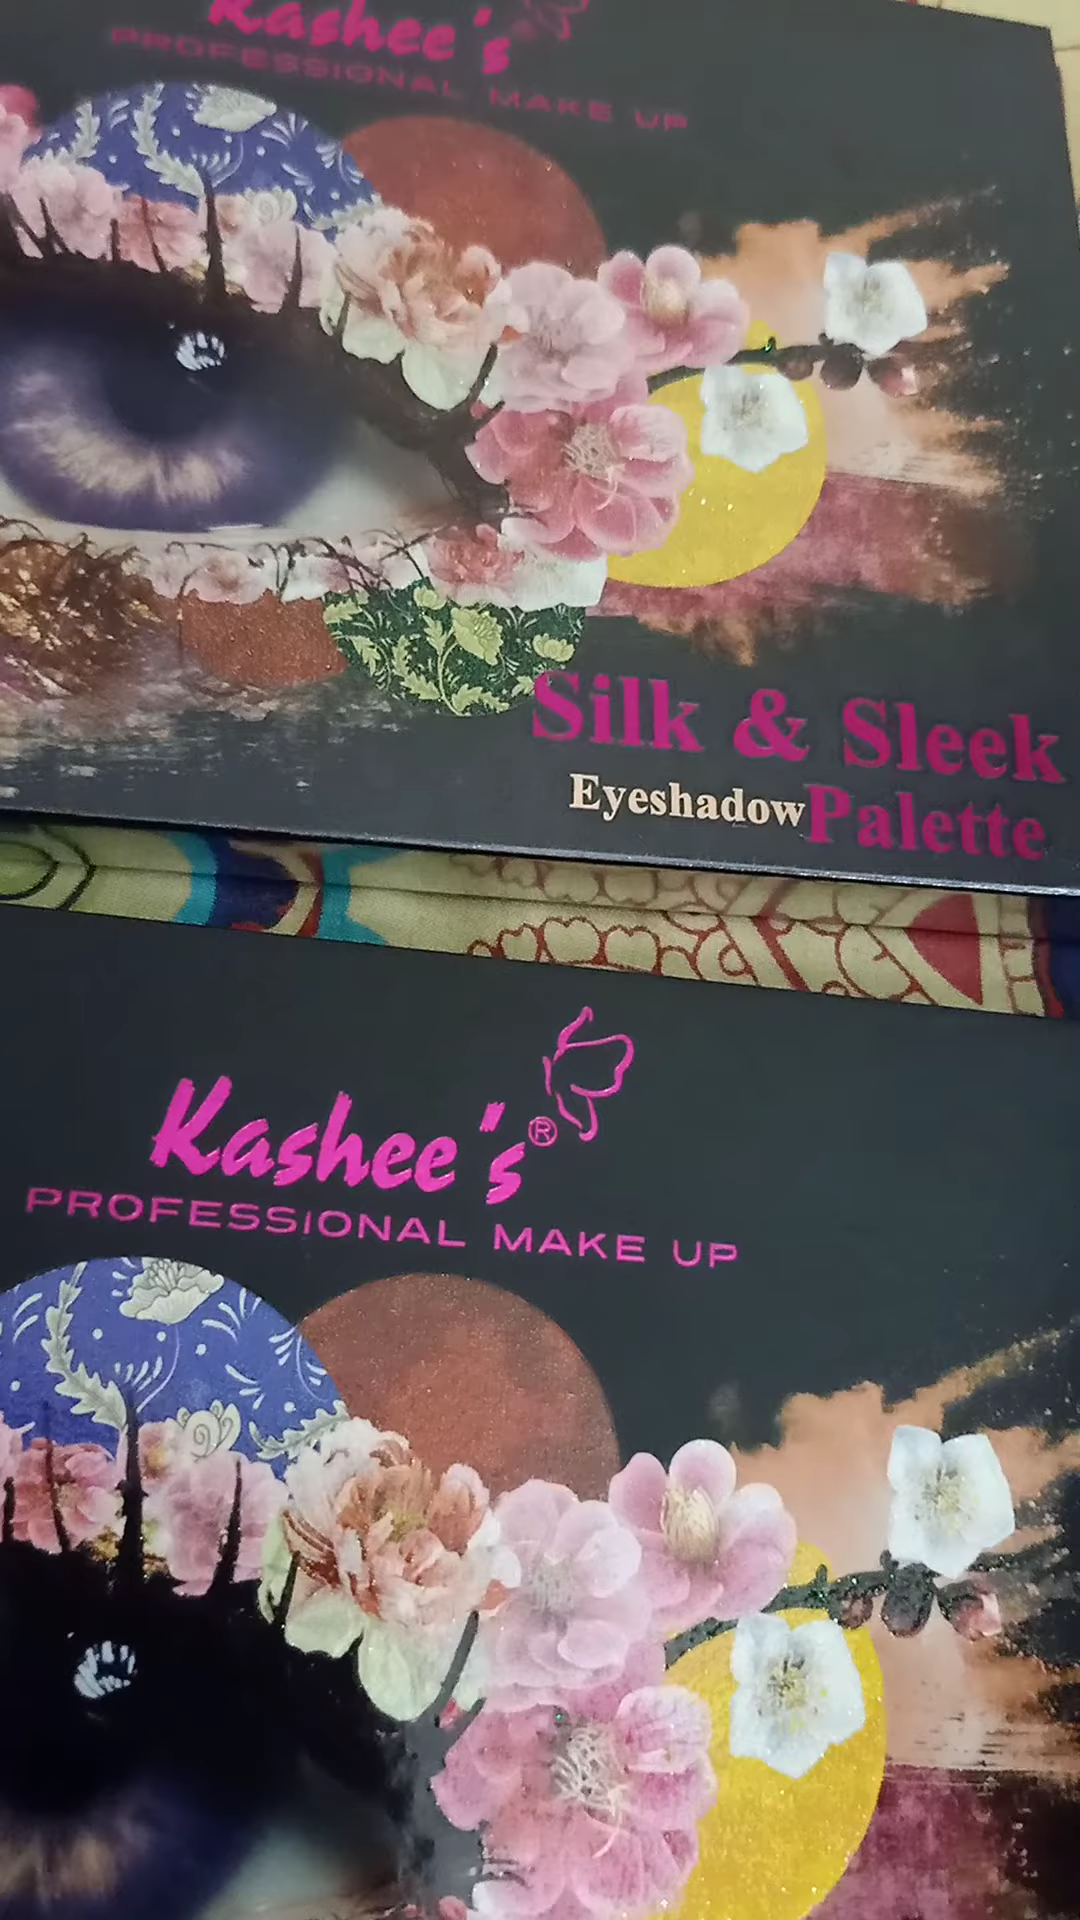 Kashee's
PROFESSIONAL MAKE UP
Silk & Sleek
Eyeshadow Palette
Kashee's®
PROFESSIONAL MAKE UP